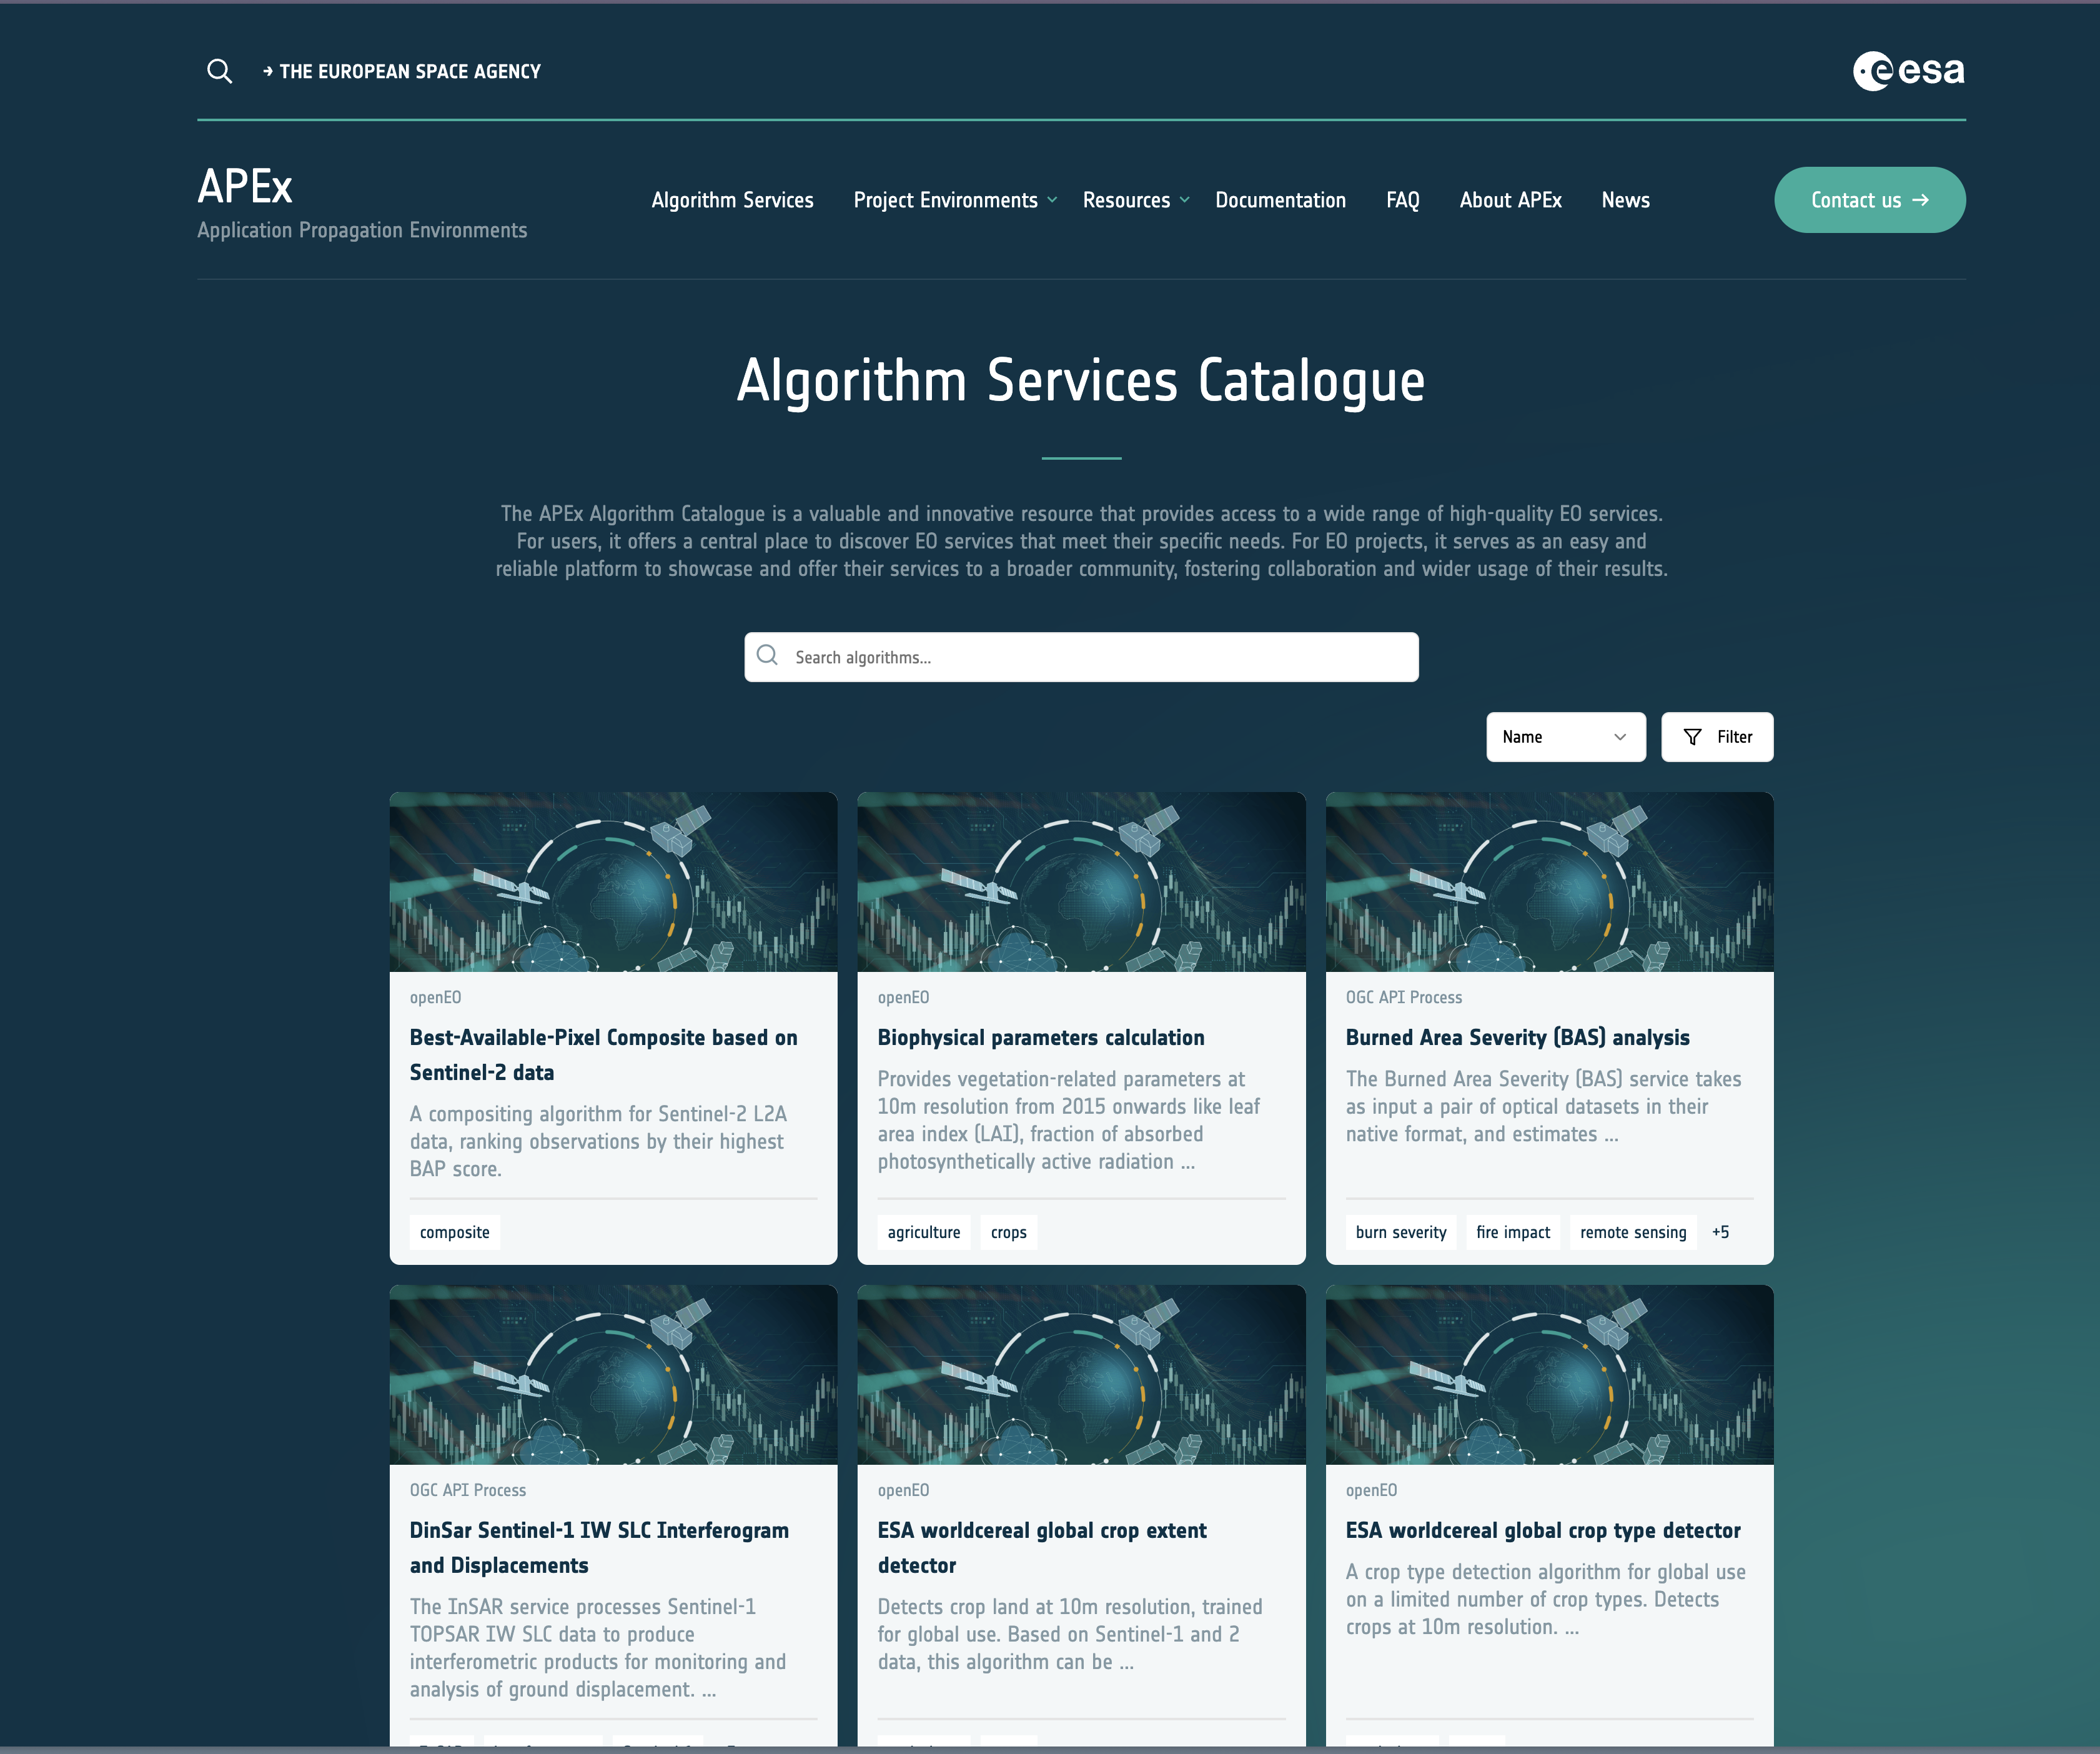 → THE EUROPEAN SPACE AGENCY
esa
APEx
Application Propagation Environments
Algorithm Services
Project Environments
Resources
Documentation
FAQ
About APEx
News
Contact us →
Algorithm Services Catalogue
The APEx Algorithm Catalogue is a valuable and innovative resource that provides access to a wide range of high-quality EO services.
For users, it offers a central place to discover EO services that meet their specific needs. For EO projects, it serves as an easy and
reliable platform to showcase and offer their services to a broader community, fostering collaboration and wider usage of their results.
Search algorithms...
Name
Filter
openEO
Best-Available-Pixel Composite based on
Sentinel-2 data
A compositing algorithm for Sentinel-2 L2A
data, ranking observations by their highest
BAP score.
composite
openEO
Biophysical parameters calculation
Provides vegetation-related parameters at
10m resolution from 2015 onwards like leaf
area index (LAI), fraction of absorbed
photosynthetically active radiation ...
agriculture crops
OGC API Process
Burned Area Severity (BAS) analysis
The Burned Area Severity (BAS) service takes
as input a pair of optical datasets in their
native format, and estimates ...
burn severity fire impact remote sensing +5
OGC API Process
DinSar Sentinel-1 IW SLC Interferogram
and Displacements
The InSAR service processes Sentinel-1
TOPSAR IW SLC data to produce
interferometric products for monitoring and
analysis of ground displacement. ...
openEO
ESA worldcereal global crop extent
detector
Detects crop land at 10m resolution, trained
for global use. Based on Sentinel-1 and 2
data, this algorithm can be ...
openEO
ESA worldcereal global crop type detector
A crop type detection algorithm for global use
on a limited number of crop types. Detects
crops at 10m resolution. ...